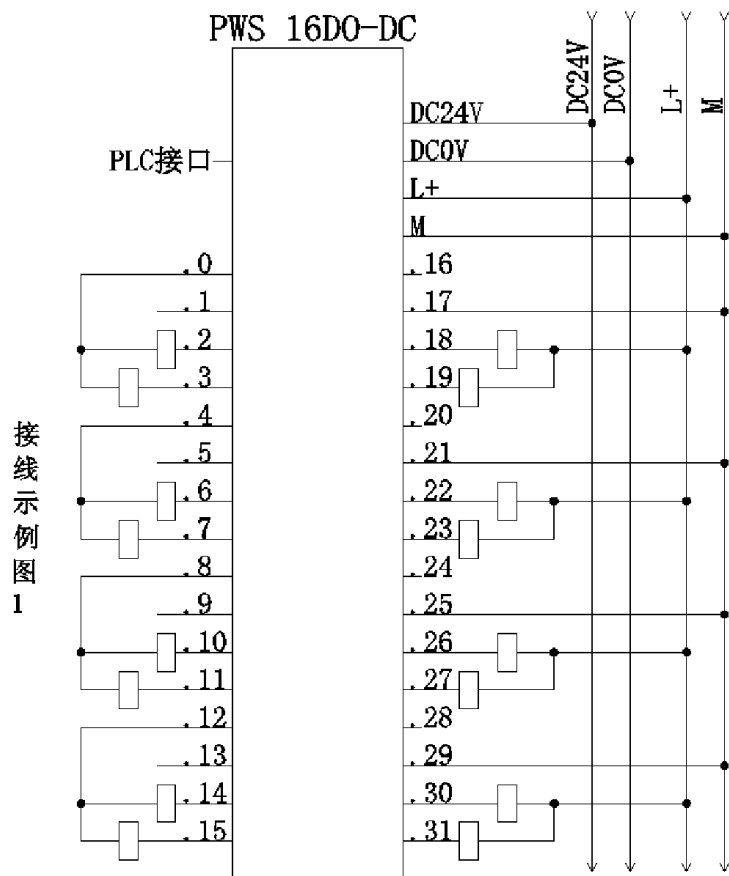 PWS 16DO-DC
DC24V
DC0V
L+
M
DC24V
PLC接口
DC0V
L+
M
.0
.16
.1
.17
.2
.18
.3
.19
.4
.20
.5
.21
.6
.22
.7
.23
.8
.24
.9
.25
.10
.26
.11
.27
.12
.28
.13
.29
.14
.30
.15
.31
接线示例图1